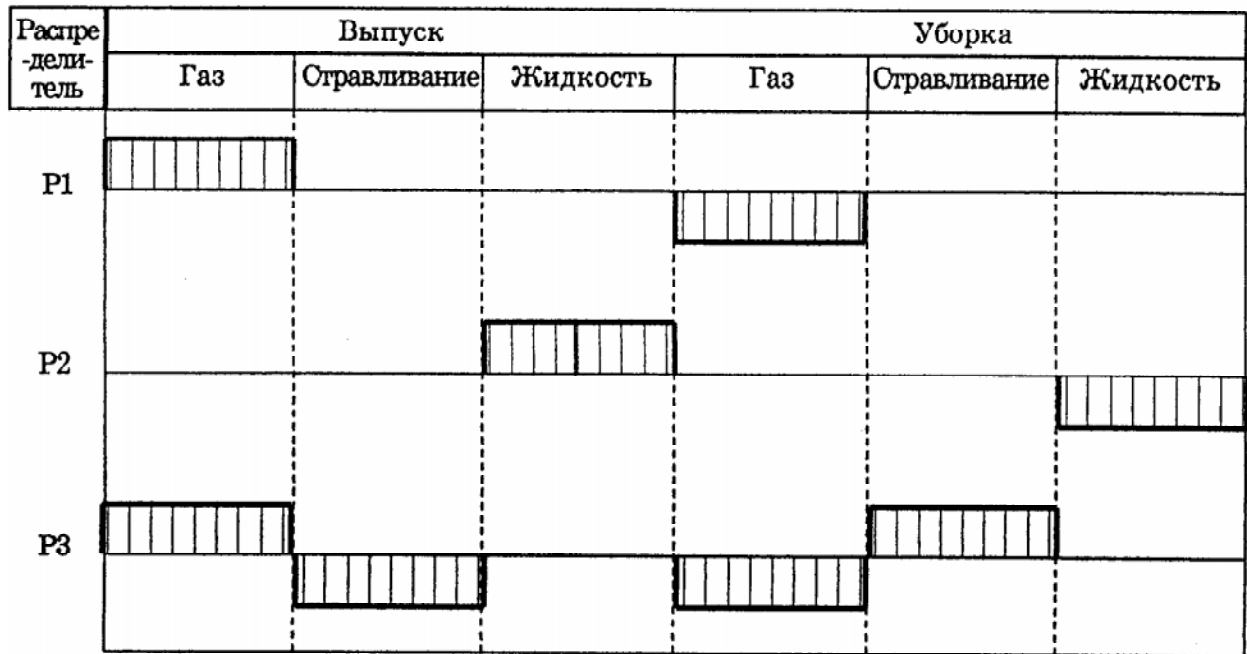 Распре
-дели-
тель
Выпуск
Уборка
Газ
Отравливание
Жидкость
Газ
Отравливание
Жидкость
Р1
Р2
Р3